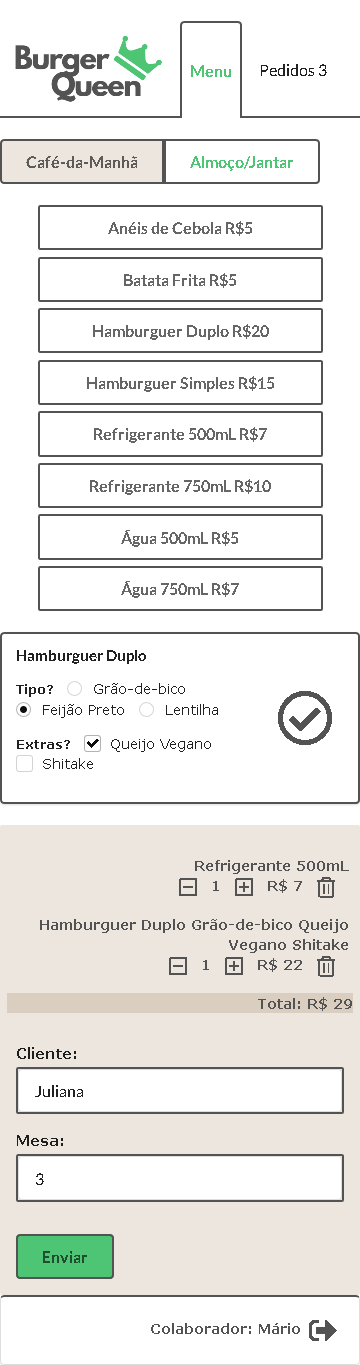 Burger
Queen
Menu
Pedidos 3
Café-da-Manhã
Almoço/Jantar
Anéis de Cebola R$5
Batata Frita R$5
Hamburguer Duplo R$20
Hamburguer Simples R$15
Refrigerante 500mL R$7
Refrigerante 750mL R$10
Água 500mL R$5
Água 750mL R$7
Hamburguer Duplo
Tipo? Grão-de-bico
Feijão Preto Lentilha
Extras? Queijo Vegano
Shitake
Refrigerante 500mL
1 R$ 7
Hamburguer Duplo Grão-de-bico Queijo
Vegano Shitake
1 R$ 22
Total: R$ 29
Cliente:
Juliana
Mesa:
3
Enviar
Colaborador: Mário